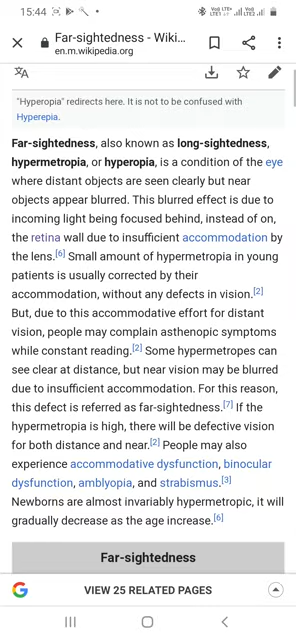 15:44
Far-sightedness - Wiki...
en.m.wikipedia.org
"Hyperopia" redirects here. It is not to be confused with
Hyperepia.
Far-sightedness, also known as long-sightedness,
hypermetropia, or hyperopia, is a condition of the eye
where distant objects are seen clearly but near
objects appear blurred. This blurred effect is due to
incoming light being focused behind, instead of on,
the retina wall due to insufficient accommodation by
the lens.[6] Small amount of hypermetropia in young
patients is usually corrected by their
accommodation, without any defects in vision.[2]
But, due to this accommodative effort for distant
vision, people may complain asthenopic symptoms
while constant reading.[2] Some hypermetropes can
see clear at distance, but near vision may be blurred
due to insufficient accommodation. For this reason,
this defect is referred as far-sightedness.[7] If the
hypermetropia is high, there will be defective vision
for both distance and near.[2] People may also
experience accommodative dysfunction, binocular
dysfunction, amblyopia, and strabismus.[3]
Newborns are almost invariably hypermetropic, it will
gradually decrease as the age increase.[6]
Far-sightedness
VIEW 25 RELATED PAGES